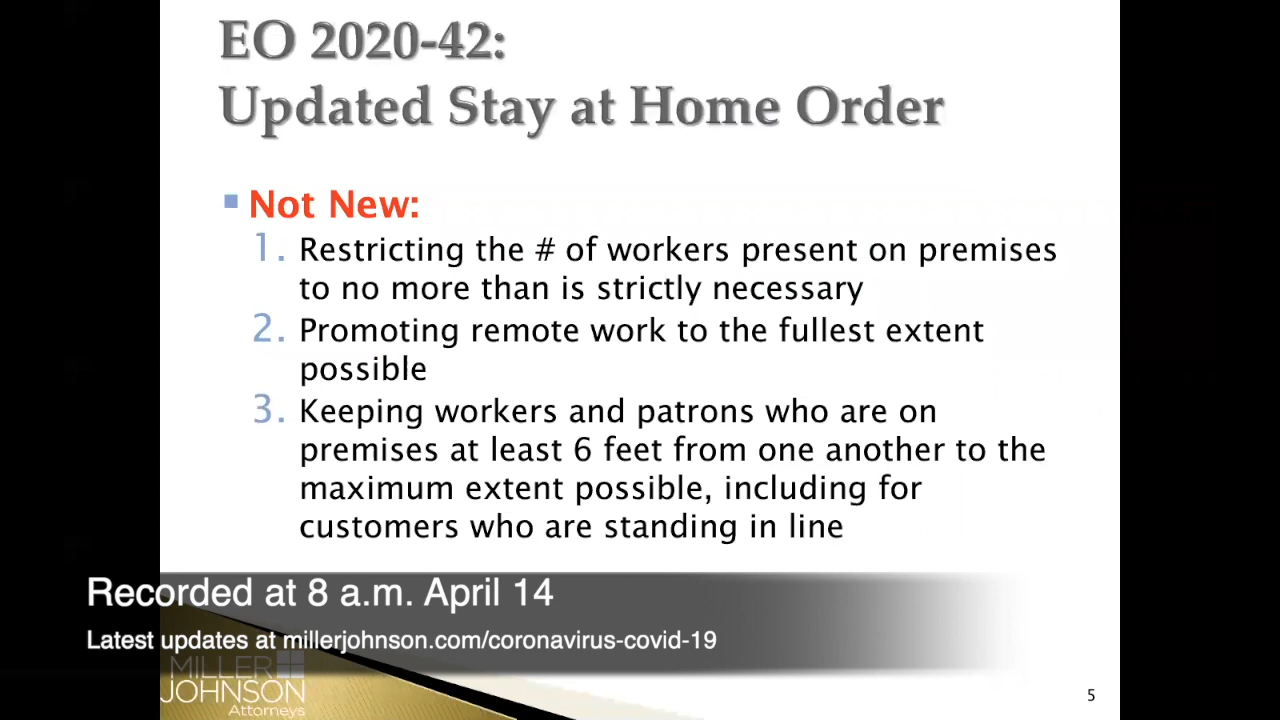 EO 2020-42:
Updated Stay at Home Order
Not New:
1. Restricting the # of workers present on premises
to no more than is strictly necessary
2. Promoting remote work to the fullest extent
possible
3. Keeping workers and patrons who are on
premises at least 6 feet from one another to the
maximum extent possible, including for
customers who are standing in line
Recorded at 8 a.m. April 14
Latest updates at millerjohnson.com/coronavirus-covid-19
MILLER
JOHNSON
Attorneys
5